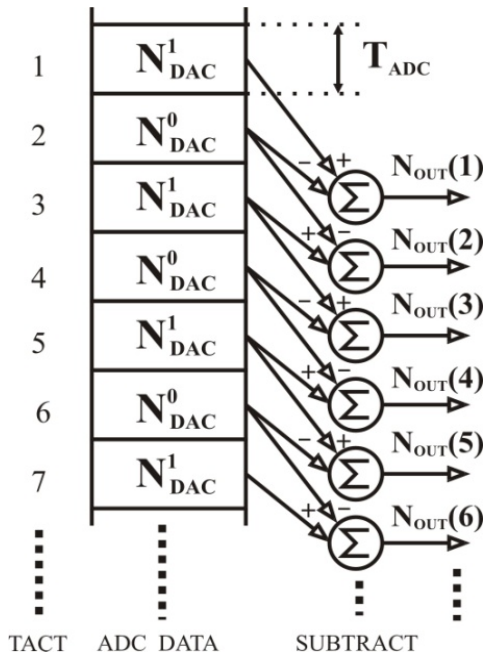 1 N¹DAC TADC
2 N⁰DAC
− + NOUT(1)
3 N¹DAC
+ − NOUT(2)
4 N⁰DAC
− + NOUT(3)
5 N¹DAC
+ − NOUT(4)
6 N⁰DAC
− + NOUT(5)
7 N¹DAC
+ − NOUT(6)
Σ
Σ
Σ
Σ
Σ
Σ
TACT ADC DATA SUBTRACT